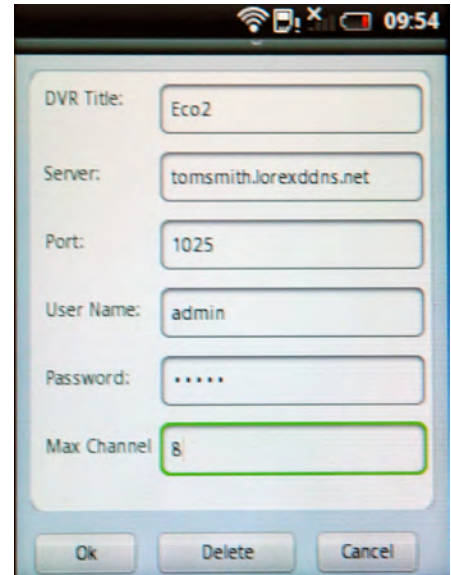 09:54
DVR Title: Eco2
Server: tomsmith.lorexddns.net
Port: 1025
User Name: admin
Password: •••••
Max Channel 8
Ok Delete Cancel